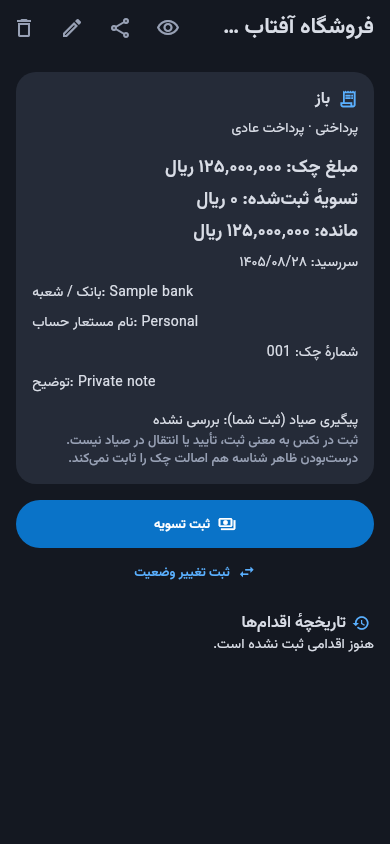 فروشگاه آفتاب ...
باز
پرداختی · پرداخت عادی
مبلغ چک: ۱۲۵,۰۰۰,۰۰۰ ریال
تسویهٔ ثبت‌شده: ۰ ریال
مانده: ۱۲۵,۰۰۰,۰۰۰ ریال
سررسید: ۱۴۰۵/۰۸/۲۸
بانک / شعبه: Sample bank
نام مستعار حساب: Personal
شمارهٔ چک: 001
توضیح: Private note
پیگیری صیاد (ثبت شما): بررسی نشده
ثبت در نکس به معنی ثبت، تأیید یا انتقال در صیاد نیست.
درست‌بودن ظاهر شناسه هم اصالت چک را ثابت نمی‌کند.
ثبت تسویه
ثبت تغییر وضعیت
تاریخچهٔ اقدام‌ها
هنوز اقدامی ثبت نشده است.